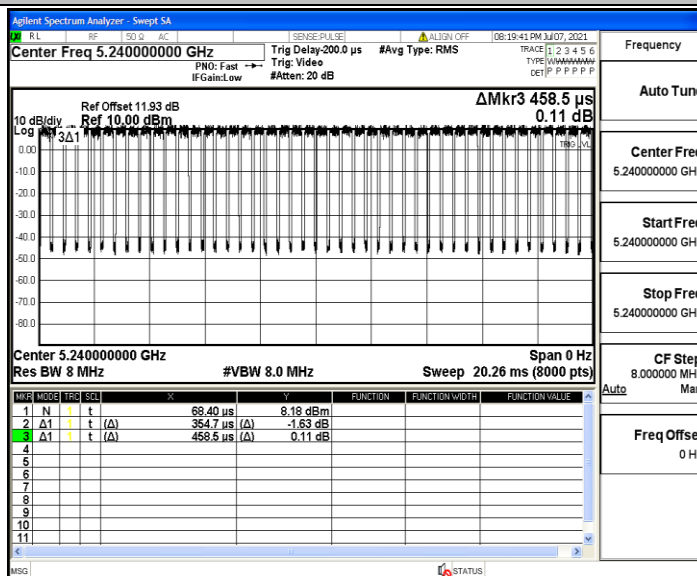 Agilent Spectrum Analyzer - Swept SA
RL RF 50 Ω AC SENSE:PULSE ALIGN OFF 08:19:41 PM Jul 07, 2021
Center Freq 5.240000000 GHz
PNO: Fast
IFGain:Low
Trig Delay-200.0 µs
Trig: Video
#Atten: 20 dB
#Avg Type: RMS
TRACE 1 2 3 4 5 6
TYPE WWWWWW
DET P P P P P P
ΔMkr3 458.5 µs
0.11 dB
Ref Offset 11.93 dB
10 dB/div Ref 10.00 dBm
Log
3Δ1
TRIG LVL
0.00
-10.0
-20.0
-30.0
-40.0
-50.0
-60.0
-70.0
-80.0
Center 5.240000000 GHz Span 0 Hz
Res BW 8 MHz #VBW 8.0 MHz Sweep 20.26 ms (8000 pts)
MKR MODE TRC SCL X Y FUNCTION FUNCTION WIDTH FUNCTION VALUE
1 N 1 t 68.40 µs 8.18 dBm
2 Δ1 1 t (Δ) 354.7 µs (Δ) -1.63 dB
3 Δ1 1 t (Δ) 458.5 µs (Δ) 0.11 dB
4
5
6
7
8
9
10
11
MSG STATUS
Frequency
Auto Tun
Center Fre
5.240000000 GH
Start Fre
5.240000000 GH
Stop Fre
5.240000000 GH
CF Ste
8.000000 MH
Auto Ma
Freq Offse
0 H